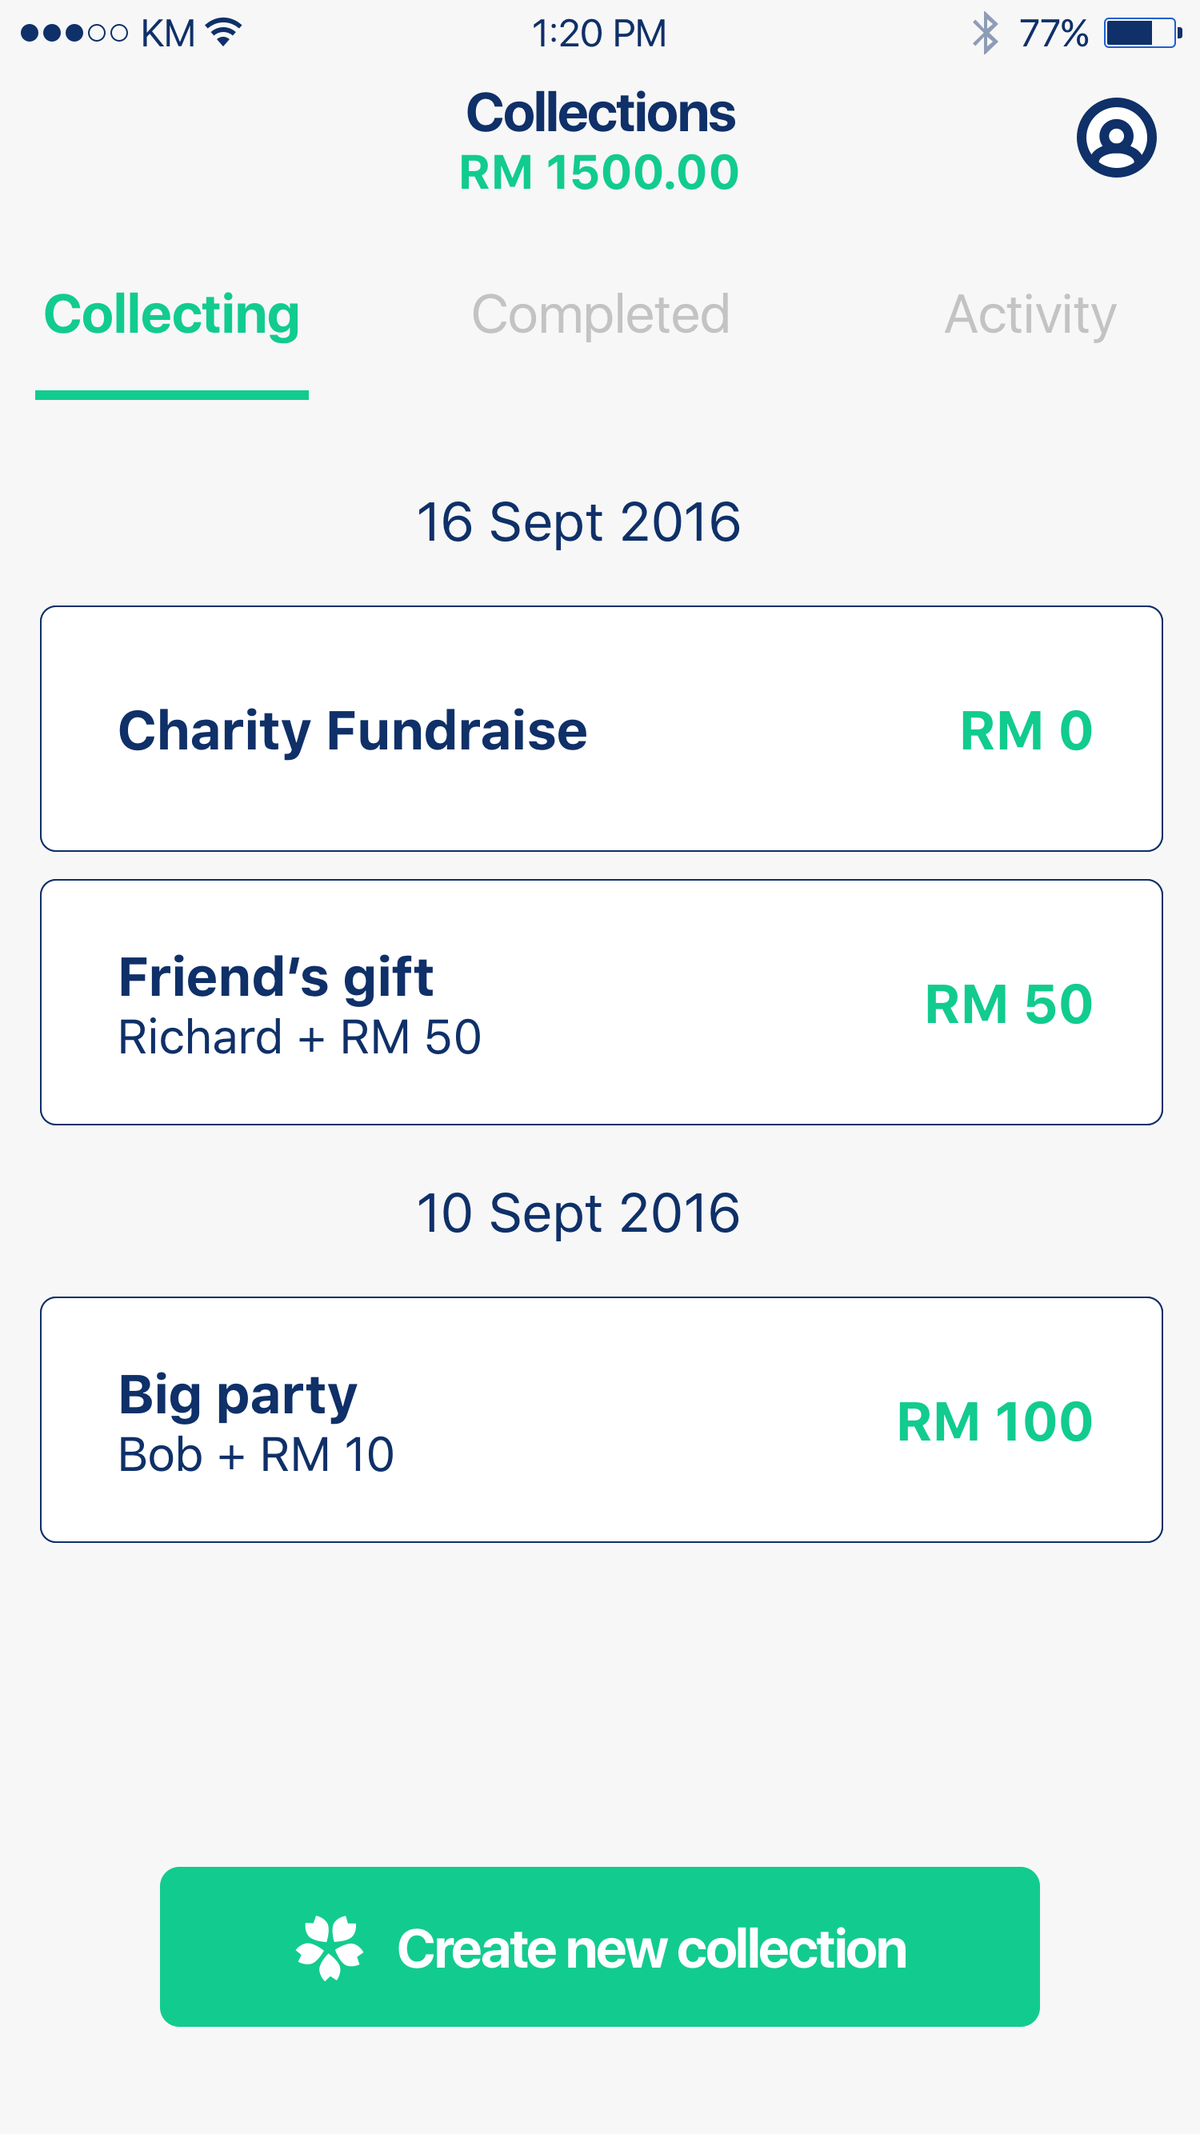 KM 1:20 PM 77%
Collections
RM 1500.00
Collecting Completed Activity
16 Sept 2016
Charity Fundraise RM 0
Friend’s gift
RM 50
Richard + RM 50
10 Sept 2016
Big party
RM 100
Bob + RM 10
Create new collection